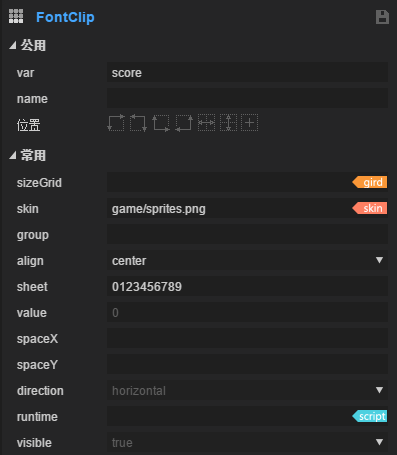 FontClip
公用
var score
name
位置
常用
sizeGrid gird
skin game/sprites.png skin
group
align center
sheet 0123456789
value 0
spaceX
spaceY
direction horizontal
runtime script
visible true